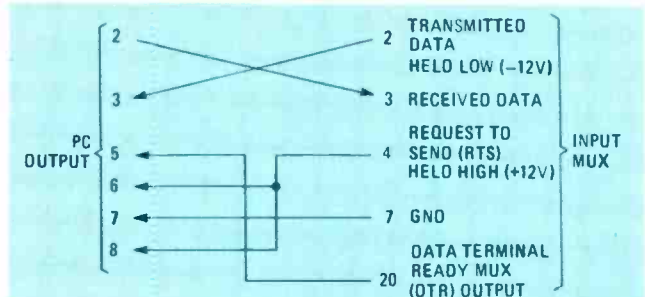 2 2 TRANSMITTED
DATA
HELD LOW (−12V)
3 3 RECEIVED DATA
4 REQUEST TO
SEND (RTS)
HELD HIGH (+12V)
PC
OUTPUT
INPUT
MUX
5
6
7 7 GND
8 DATA TERMINAL
READY MUX
20 (DTR) OUTPUT